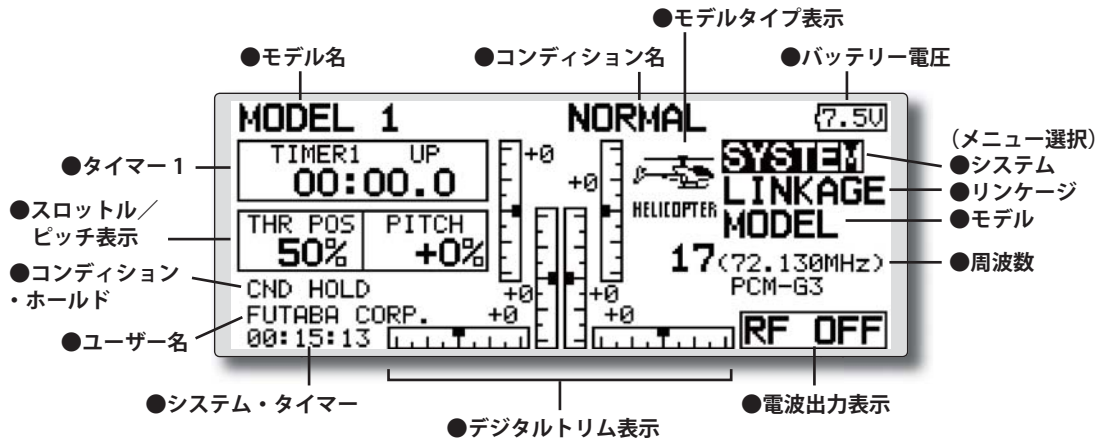 ●モデルタイプ表示
●モデル名
●コンディション名
●バッテリー電圧
MODEL 1
NORMAL
7.5V
(メニュー選択)
●タイマー1
TIMER1 UP
00:00.0
+0
+0
HELICOPTER
SYSTEM
●システム
LINKAGE
●リンケージ
MODEL
●モデル
●スロットル／
ピッチ表示
THR POS
50%
PITCH
+0%
17(72.130MHz)
●周波数
PCM-G3
●コンディション
・ホールド
CND HOLD
+0
+0
●ユーザー名
FUTABA CORP.
+0
+0
00:15:13
RF OFF
●システム・タイマー
●デジタルトリム表示
●電波出力表示